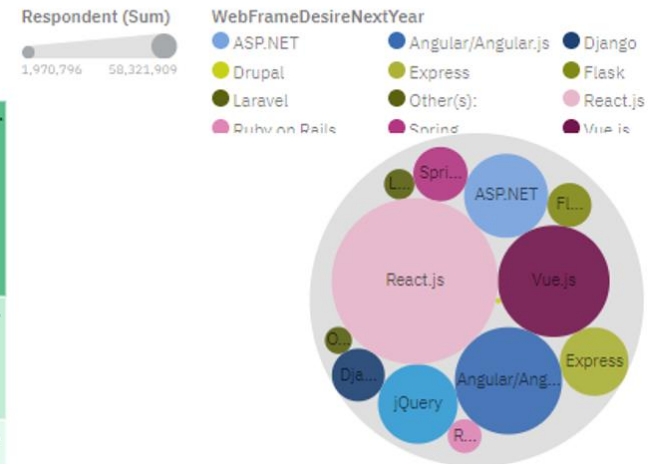 Respondent (Sum)
1,970,796 58,321,909
WebFrameDesireNextYear
ASP.NET Angular/Angular.js Django
Drupal Express Flask
Laravel Other(s): React.js
Ruby on Rails Spring Vue.js
L... Spri... ASP.NET Fl...
React.js Vue.js
O...
Dja... jQuery Angular/Ang... Express
R...